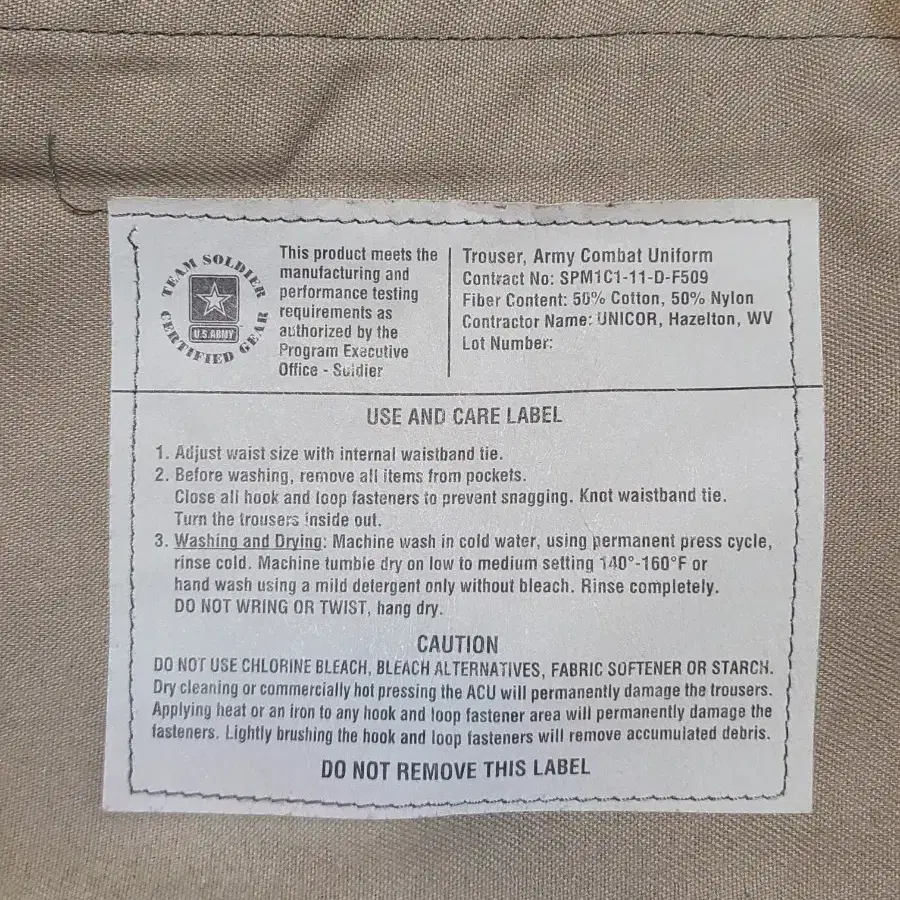 TEAM SOLDIER
U.S.ARMY
CERTIFIED GEAR
This product meets the
manufacturing and
performance testing
requirements as
authorized by the
Program Executive
Office - Soldier
Trouser, Army Combat Uniform
Contract No: SPM1C1-11-D-F509
Fiber Content: 50% Cotton, 50% Nylon
Contractor Name: UNICOR, Hazelton, WV
Lot Number:
USE AND CARE LABEL
1. Adjust waist size with internal waistband tie.
2. Before washing, remove all items from pockets.
Close all hook and loop fasteners to prevent snagging. Knot waistband tie.
Turn the trousers inside out.
3. Washing and Drying: Machine wash in cold water, using permanent press cycle,
rinse cold. Machine tumble dry on low to medium setting 140°-160°F or
hand wash using a mild detergent only without bleach. Rinse completely.
DO NOT WRING OR TWIST, hang dry.
CAUTION
DO NOT USE CHLORINE BLEACH, BLEACH ALTERNATIVES, FABRIC SOFTENER OR STARCH.
Dry cleaning or commercially hot pressing the ACU will permanently damage the trousers.
Applying heat or an iron to any hook and loop fastener area will permanently damage the
fasteners. Lightly brushing the hook and loop fasteners will remove accumulated debris.
DO NOT REMOVE THIS LABEL